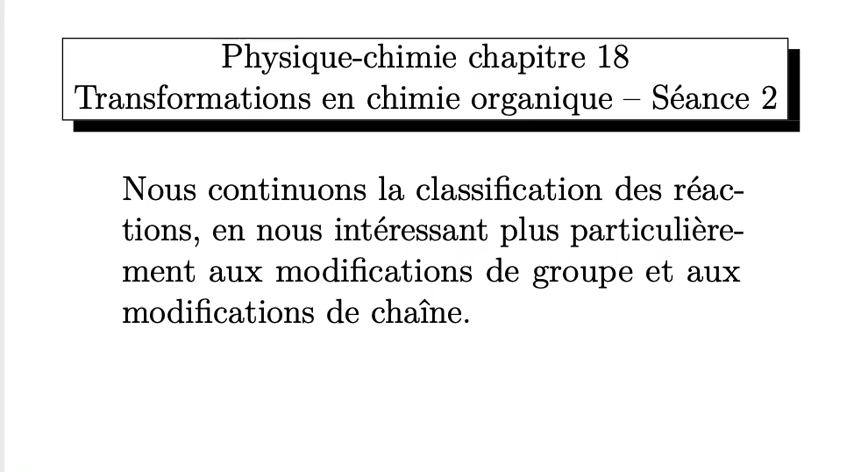 Physique-chimie chapitre 18
Transformations en chimie organique – Séance 2
Nous continuons la classification des réac-
tions, en nous intéressant plus particulière-
ment aux modifications de groupe et aux
modifications de chaîne.